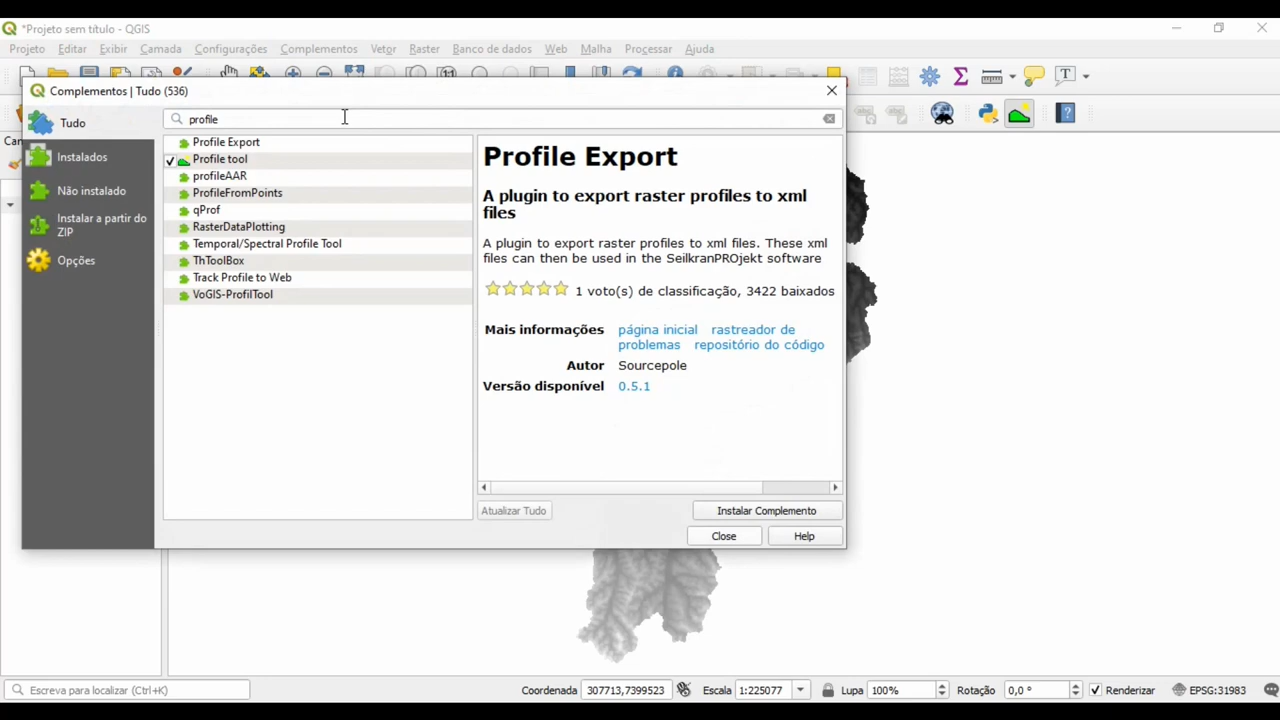 *Projeto sem título - QGIS
Projeto Editar Exibir Camada Configurações Complementos Vetor Raster Banco de dados Web Malha Processar Ajuda
Complementos | Tudo (536)
Tudo
Instalados
Não instalado
Instalar a partir do
ZIP
Opções
profile
Profile Export
Profile tool
profileAAR
ProfileFromPoints
qProf
RasterDataPlotting
Temporal/Spectral Profile Tool
ThToolBox
Track Profile to Web
VoGIS-ProfilTool
Profile Export
A plugin to export raster profiles to xml
files
A plugin to export raster profiles to xml files. These xml
files can then be used in the SeilkranPROjekt software
1 voto(s) de classificação, 3422 baixados
Mais informações página inicial rastreador de
problemas repositório do código
Autor Sourcepole
Versão disponível 0.5.1
Atualizar Tudo Instalar Complemento
Close Help
Escreva para localizar (Ctrl+K) Coordenada 307713,7399523 Escala 1:225077 Lupa 100% Rotação 0,0 ° Renderizar EPSG:31983